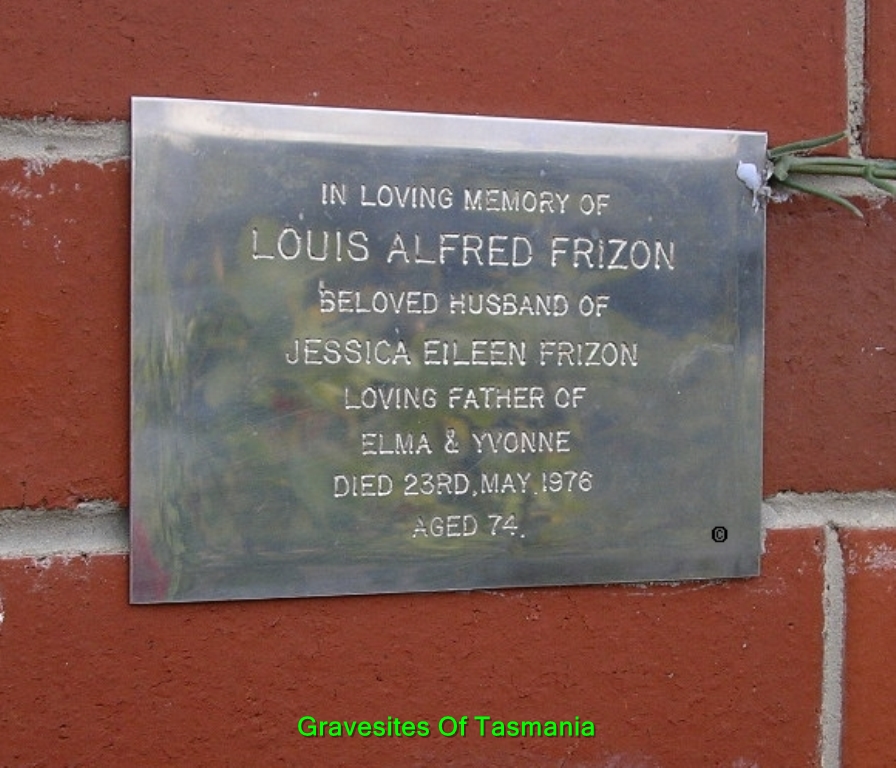 IN LOVING MEMORY OF
LOUIS ALFRED FRIZON
BELOVED HUSBAND OF
JESSICA EILEEN FRIZON
LOVING FATHER OF
ELMA & YVONNE
DIED 23RD, MAY, 1976
AGED 74.
©
Gravesites Of Tasmania